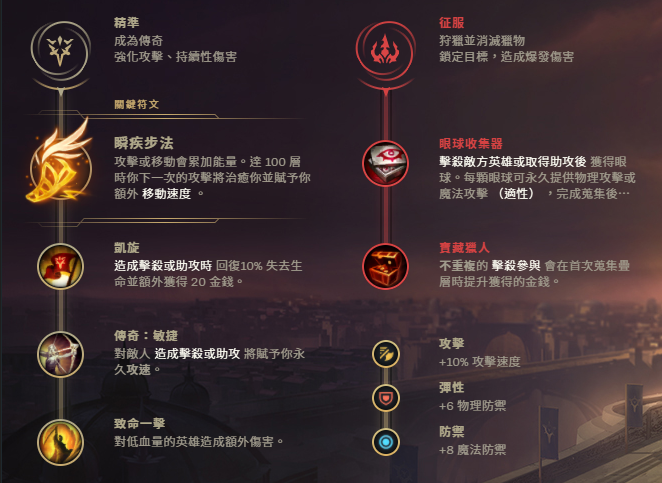 精準
成為傳奇
強化攻擊、持續性傷害
關鍵符文
瞬疾步法
攻擊或移動會累加能量。達 100 層
時你下一次的攻擊將治癒你並賦予你
額外 移動速度 。
凱旋
造成擊殺或助攻時 回復10% 失去生
命並額外獲得 20 金錢。
傳奇：敏捷
對敵人 造成擊殺或助攻 將賦予你永
久攻速。
致命一擊
對低血量的英雄造成額外傷害。
征服
狩獵並消滅獵物
鎖定目標，造成爆發傷害
眼球收集器
擊殺敵方英雄或取得助攻後 獲得眼
球。每顆眼球可永久提供物理攻擊或
魔法攻擊 （適性） ，完成蒐集後…
寶藏獵人
不重複的 擊殺參與 會在首次蒐集疊
層時提升獲得的金錢。
攻擊
+10% 攻擊速度
彈性
+6 物理防禦
防禦
+8 魔法防禦